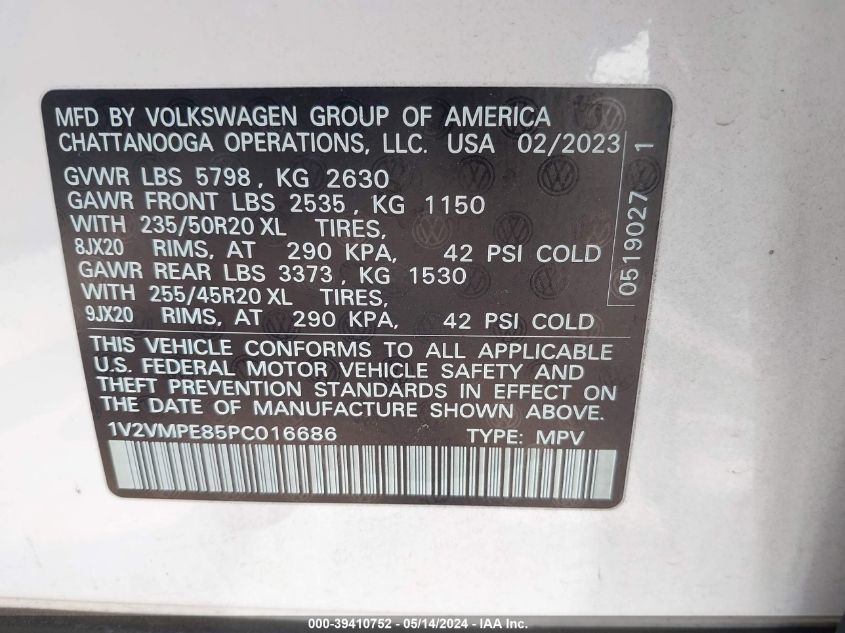 MFD BY VOLKSWAGEN GROUP OF AMERICA
CHATTANOOGA OPERATIONS, LLC. USA 02/2023
GVWR LBS 5798, KG 2630
GAWR FRONT LBS 2535, KG 1150
WITH 235/50R20 XL TIRES,
8JX20 RIMS, AT 290 KPA, 42 PSI COLD
GAWR REAR LBS 3373, KG 1530
WITH 255/45R20 XL TIRES,
9JX20 RIMS, AT 290 KPA, 42 PSI COLD
0519027 1
THIS VEHICLE CONFORMS TO ALL APPLICABLE
U.S. FEDERAL MOTOR VEHICLE SAFETY AND
THEFT PREVENTION STANDARDS IN EFFECT ON
THE DATE OF MANUFACTURE SHOWN ABOVE.
1V2VMPE85PC016686 TYPE: MPV
000-39410752 - 05/14/2024 - IAA Inc.